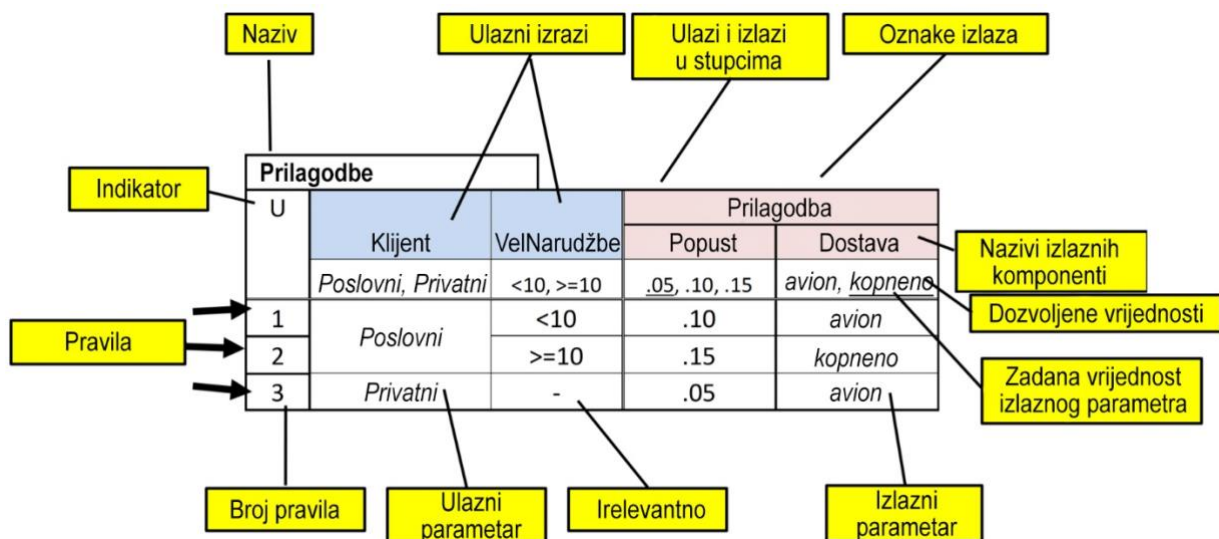 Naziv
Ulazni izrazi
Ulazi i izlazi
u stupcima
Oznake izlaza
Prilagodbe
Indikator
U
Klijent
VelNarudžbe
Prilagodba
Popust
Dostava
Nazivi izlaznih
komponenti
Poslovni, Privatni
<10, >=10
.05, .10, .15
avion, kopneno
Dozvoljene vrijednosti
Pravila
1
Poslovni
<10
.10
avion
2
>=10
.15
kopneno
3
Privatni
-
.05
avion
Zadana vrijednost
izlaznog parametra
Broj pravila
Ulazni
parametar
Irelevantno
Izlazni
parametar